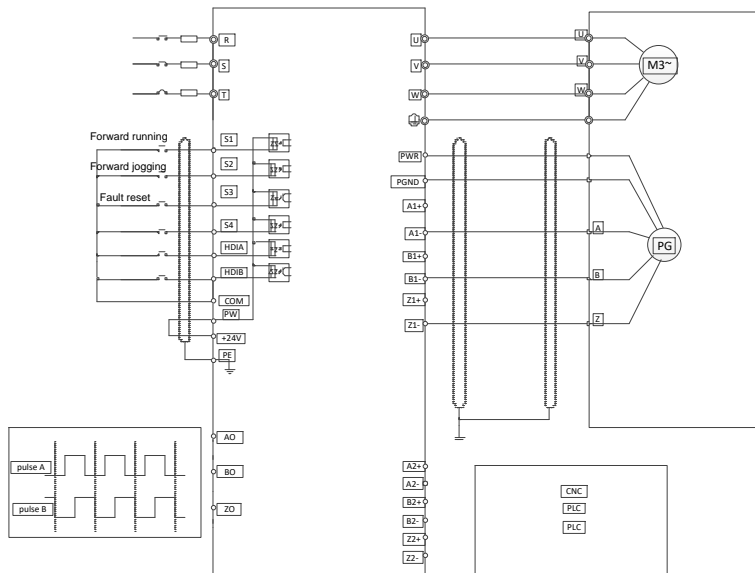 R
S
T
Forward running
S1
Forward jogging
S2
Fault reset
S3
S4
HDIA
HDIB
COM
PW
+24V
PE
pulse A
pulse B
AO
BO
ZO
U
V
W
U
V
W
M3~
PWR
PGND
A1+
A1-
B1+
B1-
Z1+
Z1-
A
B
Z
PG
A2+
A2-
B2+
B2-
Z2+
Z2-
CNC
PLC
PLC